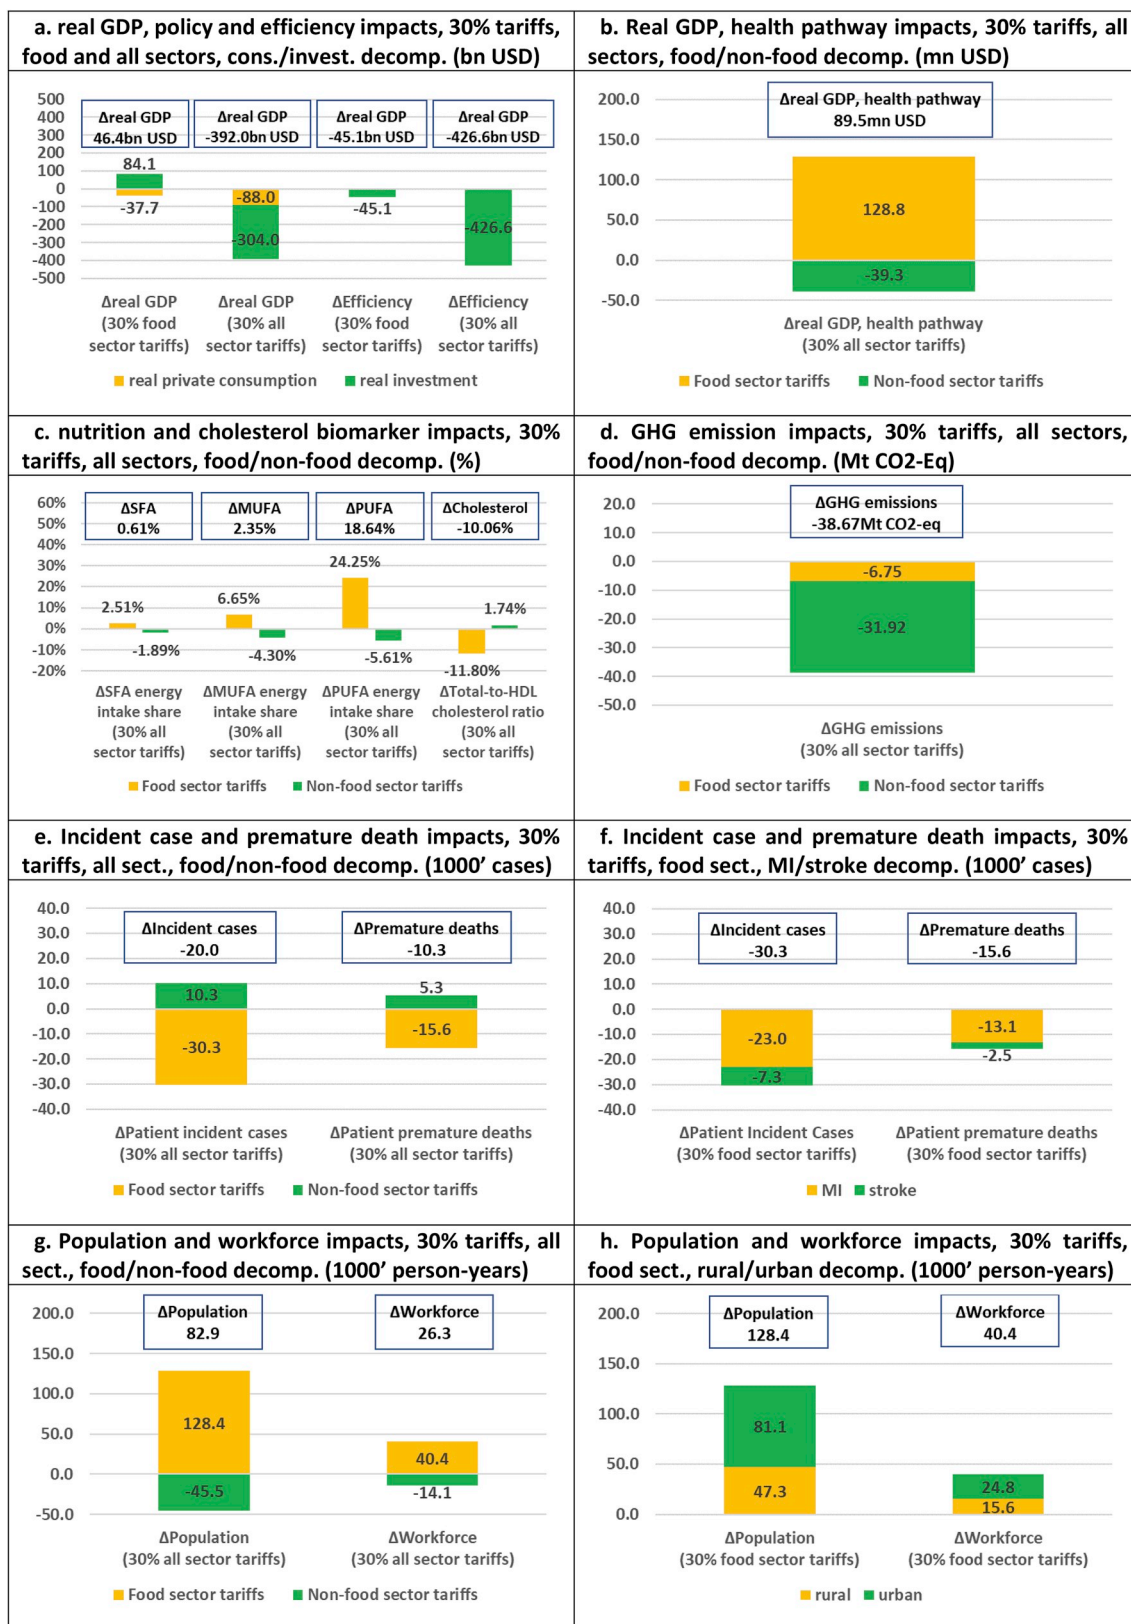 a. real GDP, policy and efficiency impacts, 30% tariffs,
food and all sectors, cons./invest. decomp. (bn USD)
500
400
300
200
100
0
-100
-200
-300
-400
-500
Δreal GDP
46.4bn USD
Δreal GDP
-392.0bn USD
Δreal GDP
-45.1bn USD
Δreal GDP
-426.6bn USD
84.1
-37.7
-88.0
-304.0
-45.1
-426.6
Δreal GDP
(30% food
sector tariffs)
Δreal GDP
(30% all
sector tariffs)
ΔEfficiency
(30% food
sector tariffs)
ΔEfficiency
(30% all
sector tariffs)
real private consumption
real investment
b. Real GDP, health pathway impacts, 30% tariffs, all
sectors, food/non-food decomp. (mn USD)
200.0
150.0
100.0
50.0
0.0
-50.0
Δreal GDP, health pathway
89.5mn USD
128.8
-39.3
Δreal GDP, health pathway
(30% all sector tariffs)
Food sector tariffs
Non-food sector tariffs
c. nutrition and cholesterol biomarker impacts, 30%
tariffs, all sectors, food/non-food decomp. (%)
60%
50%
40%
30%
20%
10%
0%
-10%
-20%
ΔSFA
0.61%
ΔMUFA
2.35%
ΔPUFA
18.64%
ΔCholesterol
-10.06%
2.51%
-1.89%
6.65%
-4.30%
24.25%
-5.61%
1.74%
-11.80%
ΔSFA energy
intake share
(30% all
sector tariffs)
ΔMUFA energy
intake share
(30% all
sector tariffs)
ΔPUFA energy
intake share
(30% all
sector tariffs)
ΔTotal-to-HDL
cholesterol ratio
(30% all
sector tariffs)
Food sector tariffs
Non-food sector tariffs
d. GHG emission impacts, 30% tariffs, all sectors,
food/non-food decomp. (Mt CO2-Eq)
20.0
10.0
0.0
-10.0
-20.0
-30.0
-40.0
-50.0
ΔGHG emissions
-38.67Mt CO2-eq
-6.75
-31.92
ΔGHG emissions
(30% all sector tariffs)
Food sector tariffs
Non-food sector tariffs
e. Incident case and premature death impacts, 30%
tariffs, all sect., food/non-food decomp. (1000' cases)
40.0
30.0
20.0
10.0
0.0
-10.0
-20.0
-30.0
-40.0
ΔIncident cases
-20.0
ΔPremature deaths
-10.3
10.3
-30.3
5.3
-15.6
ΔPatient incident cases
(30% all sector tariffs)
ΔPatient premature deaths
(30% all sector tariffs)
Food sector tariffs
Non-food sector tariffs
f. Incident case and premature death impacts, 30%
tariffs, food sect., MI/stroke decomp. (1000' cases)
40.0
30.0
20.0
10.0
0.0
-10.0
-20.0
-30.0
-40.0
ΔIncident cases
-30.3
ΔPremature deaths
-15.6
-23.0
-7.3
-13.1
-2.5
ΔPatient Incident Cases
(30% food sector tariffs)
ΔPatient premature deaths
(30% food sector tariffs)
MI
stroke
g. Population and workforce impacts, 30% tariffs, all
sect., food/non-food decomp. (1000' person-years)
200.0
150.0
100.0
50.0
0.0
-50.0
ΔPopulation
82.9
ΔWorkforce
26.3
128.4
-45.5
40.4
-14.1
ΔPopulation
(30% all sector tariffs)
ΔWorkforce
(30% all sector tariffs)
Food sector tariffs
Non-food sector tariffs
h. Population and workforce impacts, 30% tariffs,
food sect., rural/urban decomp. (1000' person-years)
200.0
150.0
100.0
50.0
0.0
ΔPopulation
128.4
ΔWorkforce
40.4
81.1
47.3
24.8
15.6
ΔPopulation
(30% food sector tariffs)
ΔWorkforce
(30% food sector tariffs)
rural
urban